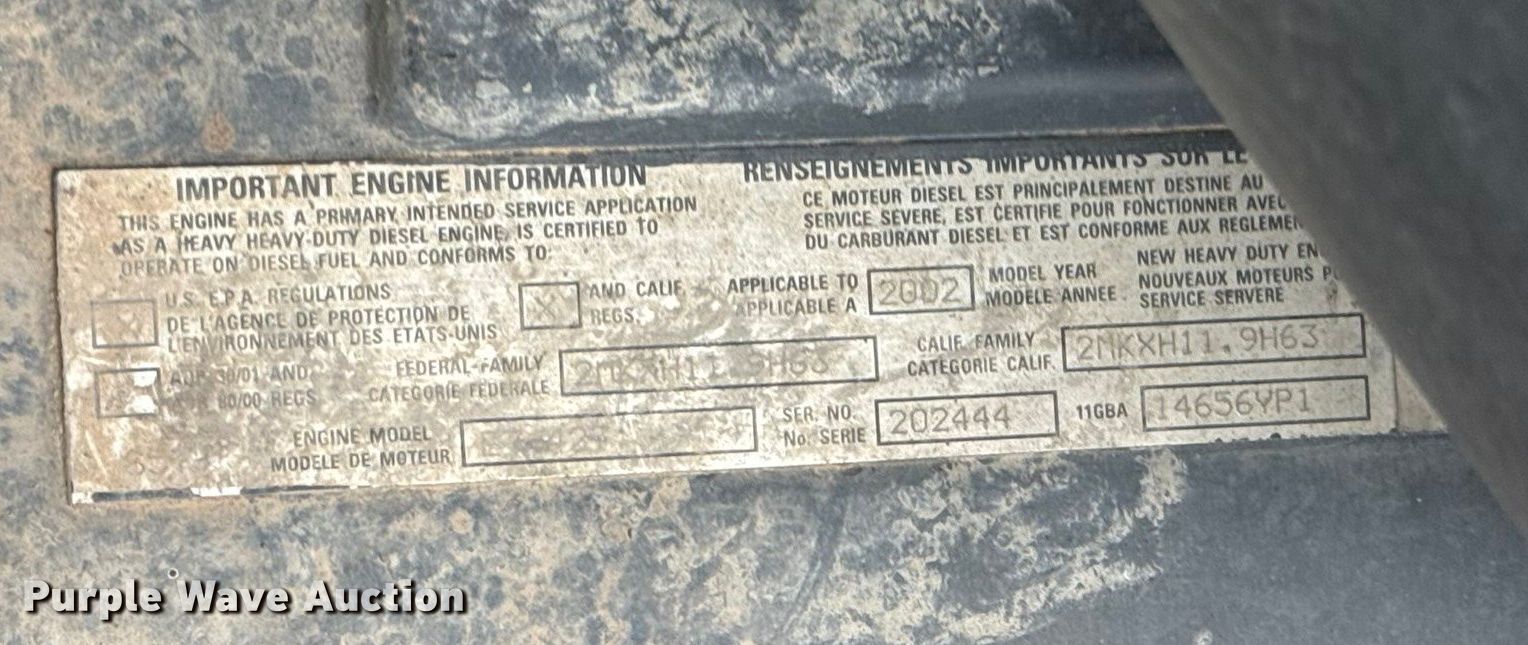 IMPORTANT ENGINE INFORMATION
THIS ENGINE HAS A PRIMARY INTENDED SERVICE APPLICATION
AS A HEAVY HEAVY-DUTY DIESEL ENGINE, IS CERTIFIED TO
OPERATE ON DIESEL FUEL AND CONFORMS TO:
RENSEIGNEMENTS IMPORTANTS SUR LE
CE MOTEUR DIESEL EST PRINCIPALEMENT DESTINE AU
SERVICE SEVERE, EST CERTIFIE POUR FONCTIONNER AVEC
DU CARBURANT DIESEL ET EST CONFORME AUX
U.S. E.P.A. REGULATIONS
DE L'AGENCE DE PROTECTION DE
L'ENVIRONNEMENT DES ETATS-UNIS
X AND CALIF.
REGS.
APPLICABLE TO
APPLICABLE A
2002
MODEL YEAR
MODELE ANNEE
NEW HEAVY DUTY
NOUVEAUX MOTEURS
SERVICE SERVERE
AND
80/00 REGS
FEDERAL FAMILY
CATEGORIE FEDERALE
2MKXH11.9H63
CALIF. FAMILY
CATEGORIE CALIF.
2MKXH11.9H63
ENGINE MODEL
MODELE DE MOTEUR
SER. NO.
No. SERIE
202444
11GBA
14656YP1
Purple Wave Auction